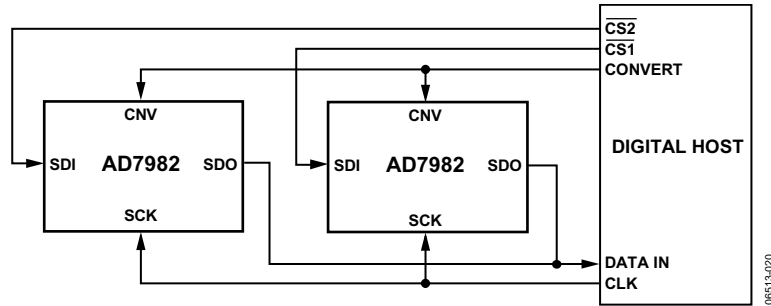 CS2
CS1
CONVERT
CNV
CNV
DIGITAL HOST
SDI AD7982 SDO
SDI AD7982 SDO
SCK
SCK
DATA IN
CLK
06513-020